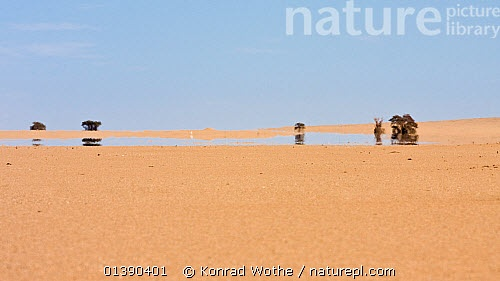 nature picture
library
01390401 © Konrad Wothe / naturepl.com